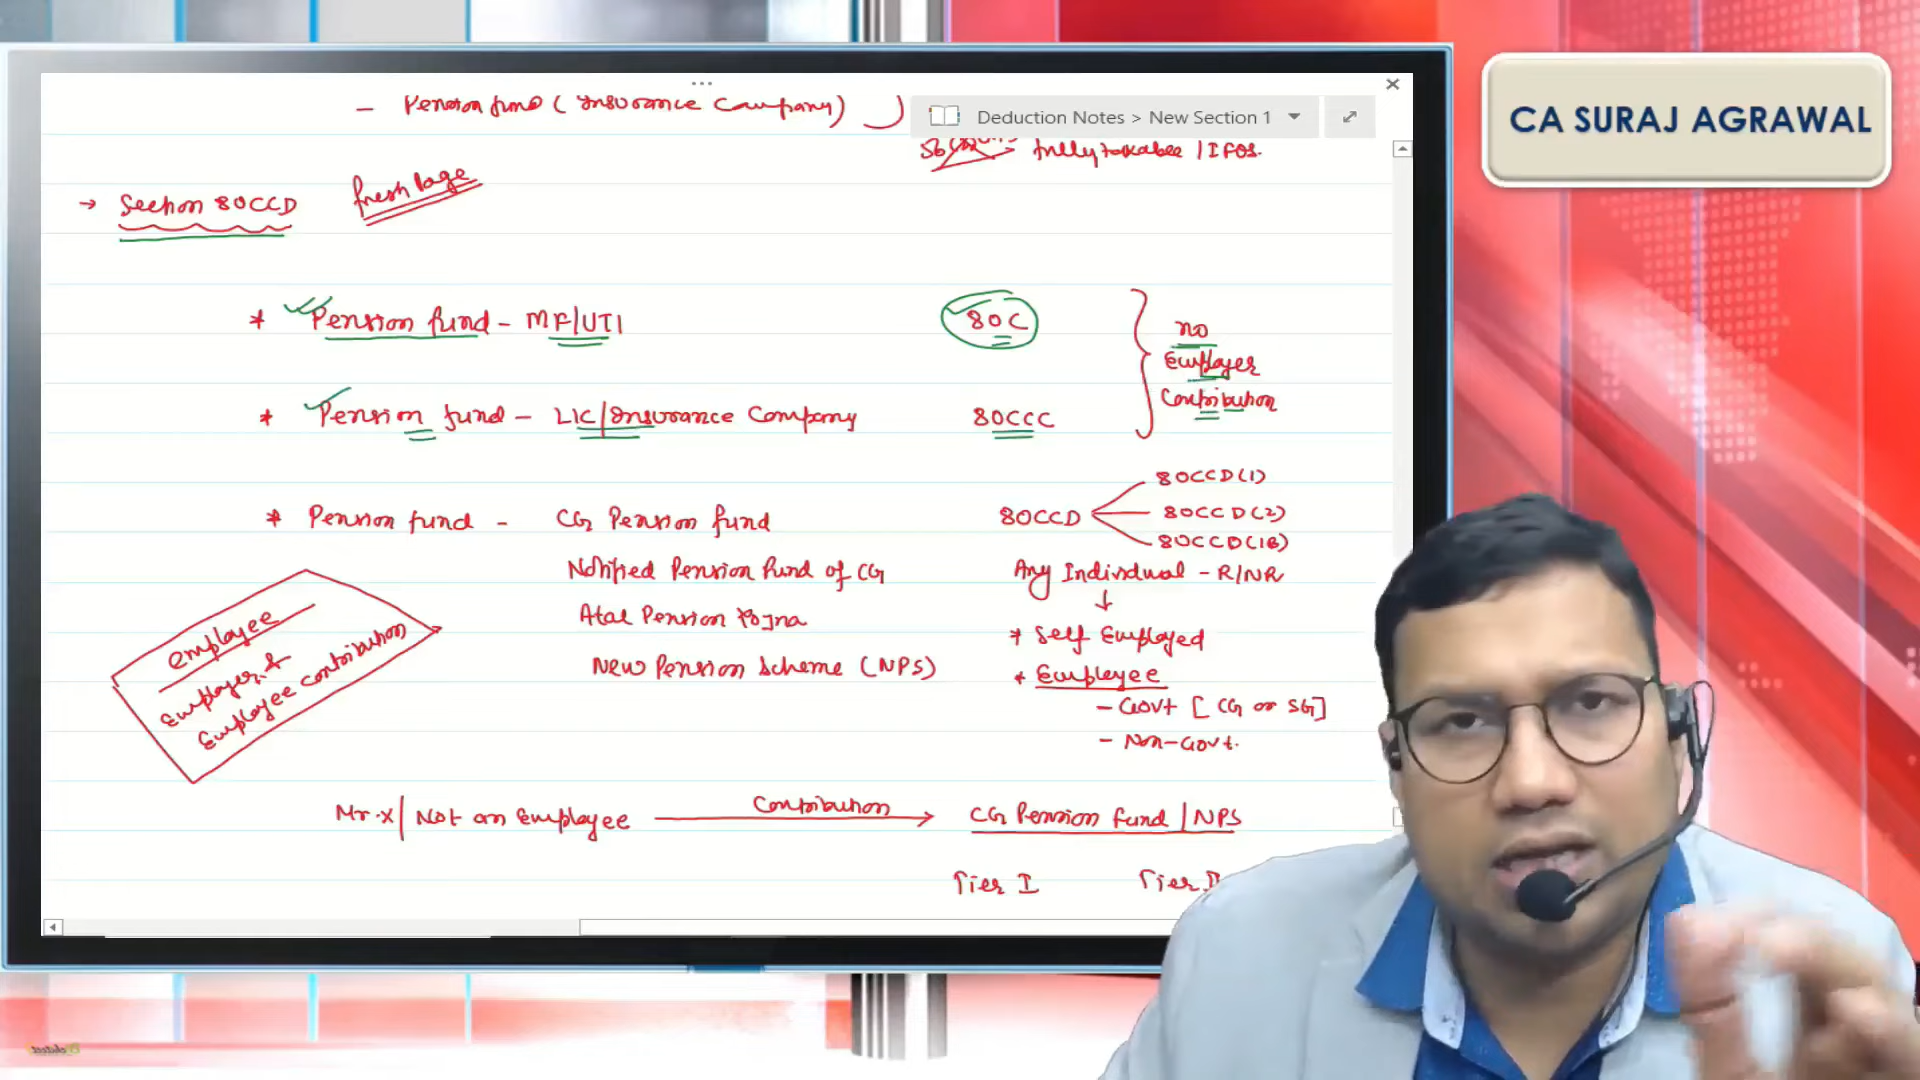 - Pension fund (Insurance Company)
Deduction Notes > New Section 1
CA SURAJ AGRAWAL
fully taxable / IFOS.
→ Section 80CCD
fresh page
* Pension fund - MF/UTI
80C
no
Employer
Contribution
* Pension fund - LIC/Insurance Company
80CCC
* Pension fund - CG Pension fund
80CCD
80CCD(1)
80CCD(2)
80CCD(1B)
Notified Pension Fund of CG
Any Individual - R/NR
↓
Atal Pension Yojna
* Self Employed
New Pension Scheme (NPS)
* Employee
- Govt [CG or SG]
- Non-Govt.
employee
Employer &
Employee contribution
Mr. X | Not an Employee
Contribution
CG Pension fund / NPS
Tier I
Tier II